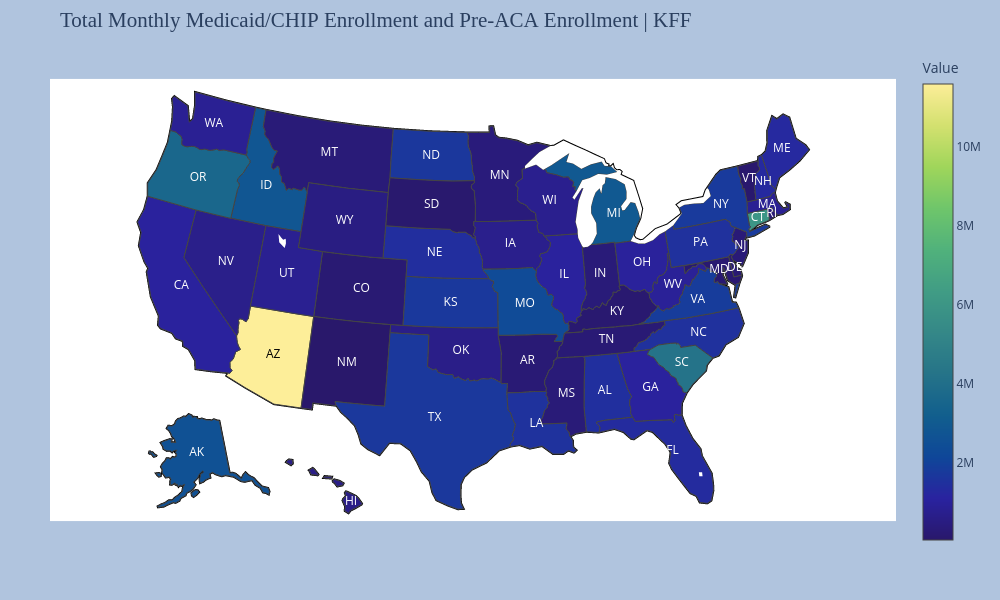 Total Monthly Medicaid/CHIP Enrollment and Pre-ACA Enrollment | KFF
Value
10M
8M
6M
4M
2M
WA
MT
ND
MN
ME
OR
ID
SD
WI
MI
VT
NH
NY
MA
CT
RI
WY
IA
NE
PA
NJ
CA
NV
UT
CO
KS
MO
IL
IN
OH
WV
MD
DE
VA
KY
AZ
NM
OK
AR
TN
NC
SC
TX
LA
MS
AL
GA
FL
AK
HI